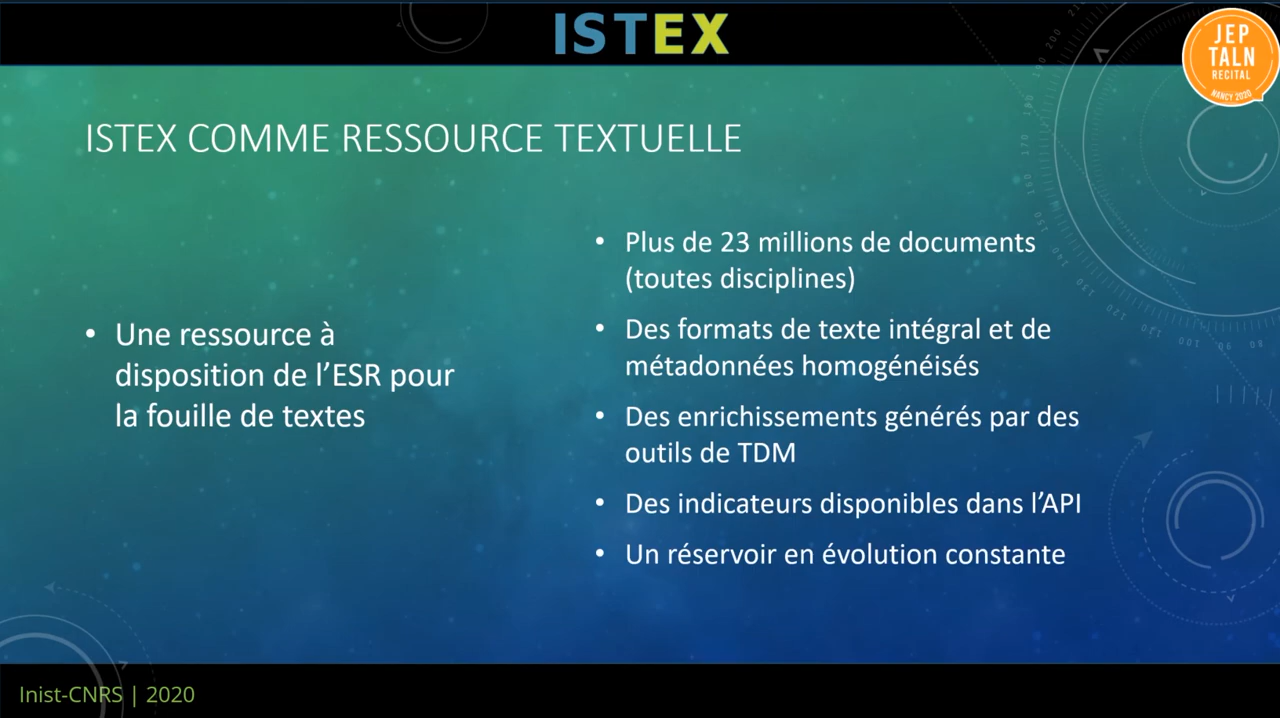 ISTEX
JEP
TALN
RECITAL
NANCY 2020
ISTEX COMME RESSOURCE TEXTUELLE
• Une ressource à
disposition de l’ESR pour
la fouille de textes
• Plus de 23 millions de documents
(toutes disciplines)
• Des formats de texte intégral et de
métadonnées homogénéisés
• Des enrichissements générés par des
outils de TDM
• Des indicateurs disponibles dans l’API
• Un réservoir en évolution constante
Inist-CNRS | 2020